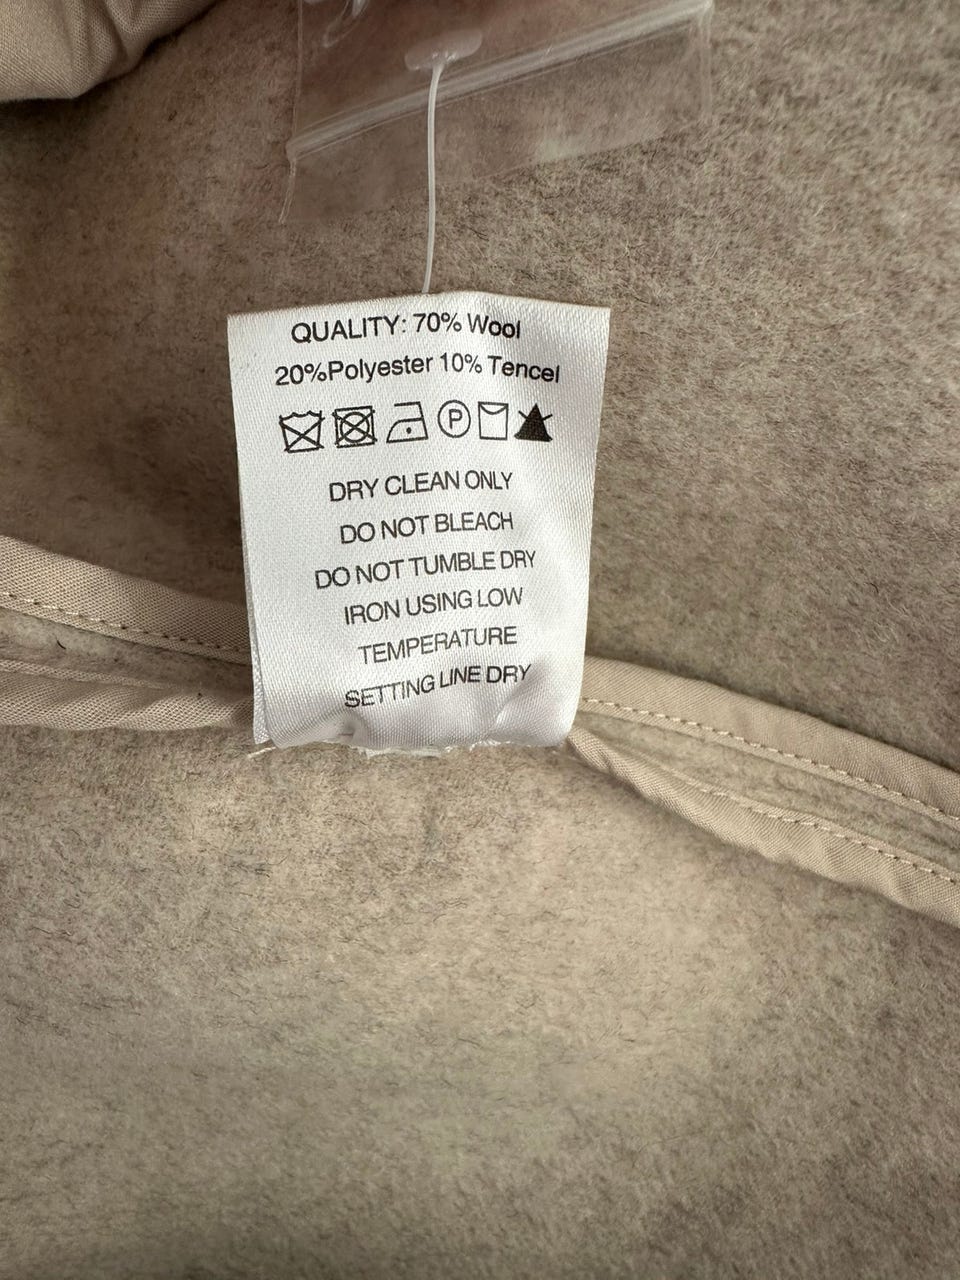 QUALITY: 70% Wool
20%Polyester 10% Tencel
P
DRY CLEAN ONLY
DO NOT BLEACH
DO NOT TUMBLE DRY
IRON USING LOW
TEMPERATURE
SETTING LINE DRY